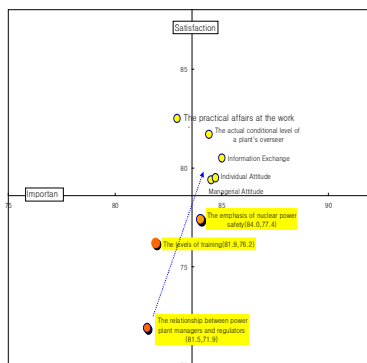 Satisfaction
85
The practical affairs at the work
The actual conditional level of
a plant's overseer
80
Information Exchange
Individual Attitude
Managerial Attitude
Importan
75
80
85
90
The emphasis of nuclear power
safety(84.0,77.4)
The levels of training(81.9,76.2)
75
The relationship between power
plant managers and regulators
(81.5,71.9)